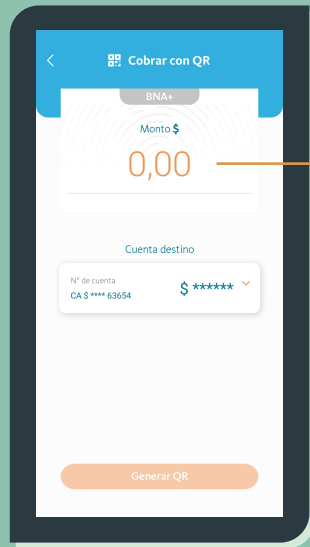 Cobrar con QR
BNA+
Monto $
0,00
Cuenta destino
N° de cuenta
CA $ **** 63654
$ ******
Generar QR